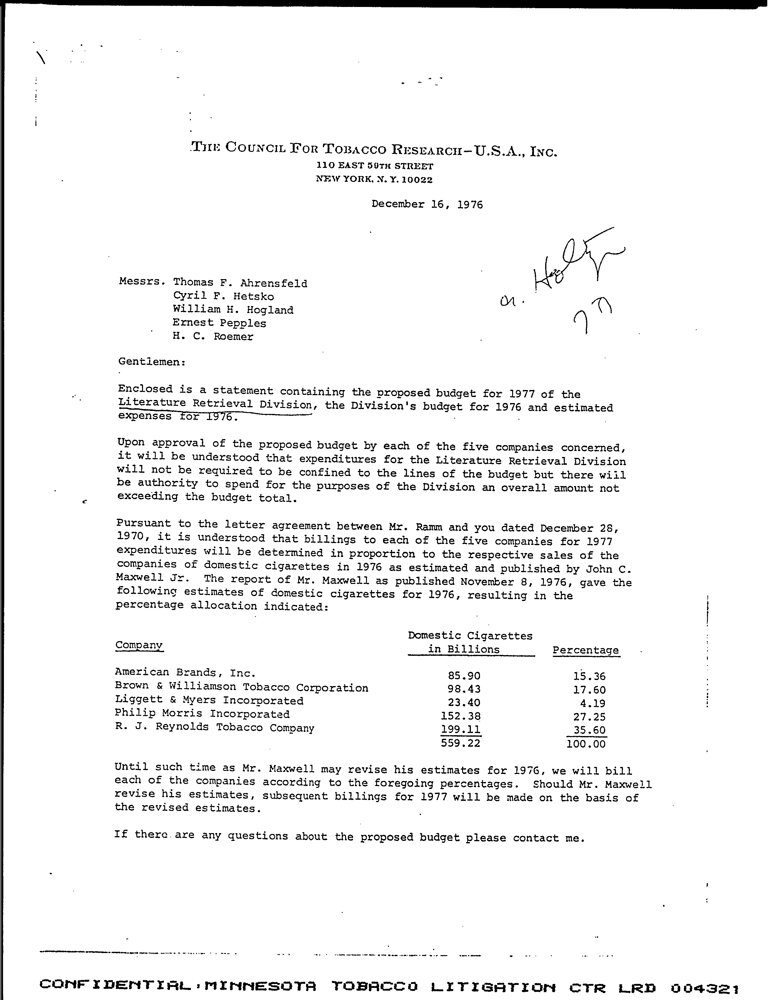 THE COUNCIL FOR TOBACCO RESEARCH-U.S.A., INC.
110 EAST 59TH STREET
NEW YORK, N. Y. 10022
December 16, 1976
Messrs. Thomas F. Ahrensfeld
Cyril F. Hetsko
William H. Hogland
Ernest Pepples
H. C. Roemer
Gentlemen:
Enclosed is a statement containing the proposed budget for 1977 of the
Literature Retrieval Division, the Division's budget for 1976 and estimated
expenses for 1976.
Upon approval of the proposed budget by each of the five companies concerned,
it will be understood that expenditures for the Literature Retrieval Division
will not be required to be confined to the lines of the budget but there will
be authority to spend for the purposes of the Division an overall amount not
exceeding the budget total.
Pursuant to the letter agreement between Mr. Ramm and you dated December 28,
1970, it is understood that billings to each of the five companies for 1977
expenditures will be determined in proportion to the respective sales of the
companies of domestic cigarettes in 1976 as estimated and published by John C.
Maxwell Jr. The report of Mr. Maxwell as published November 8, 1976, gave the
following estimates of domestic cigarettes for 1976, resulting in the
percentage allocation indicated:
Domestic Cigarettes
Company in Billions Percentage
American Brands, Inc. 85.90 15.36
Brown & Williamson Tobacco Corporation 98.43 17.60
Liggett & Myers Incorporated 23.40 4.19
Philip Morris Incorporated 152.38 27.25
R. J. Reynolds Tobacco Company 199.11 35.60
559.22 100.00
Until such time as Mr. Maxwell may revise his estimates for 1976, we will bill
each of the companies according to the foregoing percentages. Should Mr. Maxwell
revise his estimates, subsequent billings for 1977 will be made on the basis of
the revised estimates.
If there are any questions about the proposed budget please contact me.
CONFIDENTIAL: MINNESOTA TOBACCO LITIGATION CTR LRD 004321